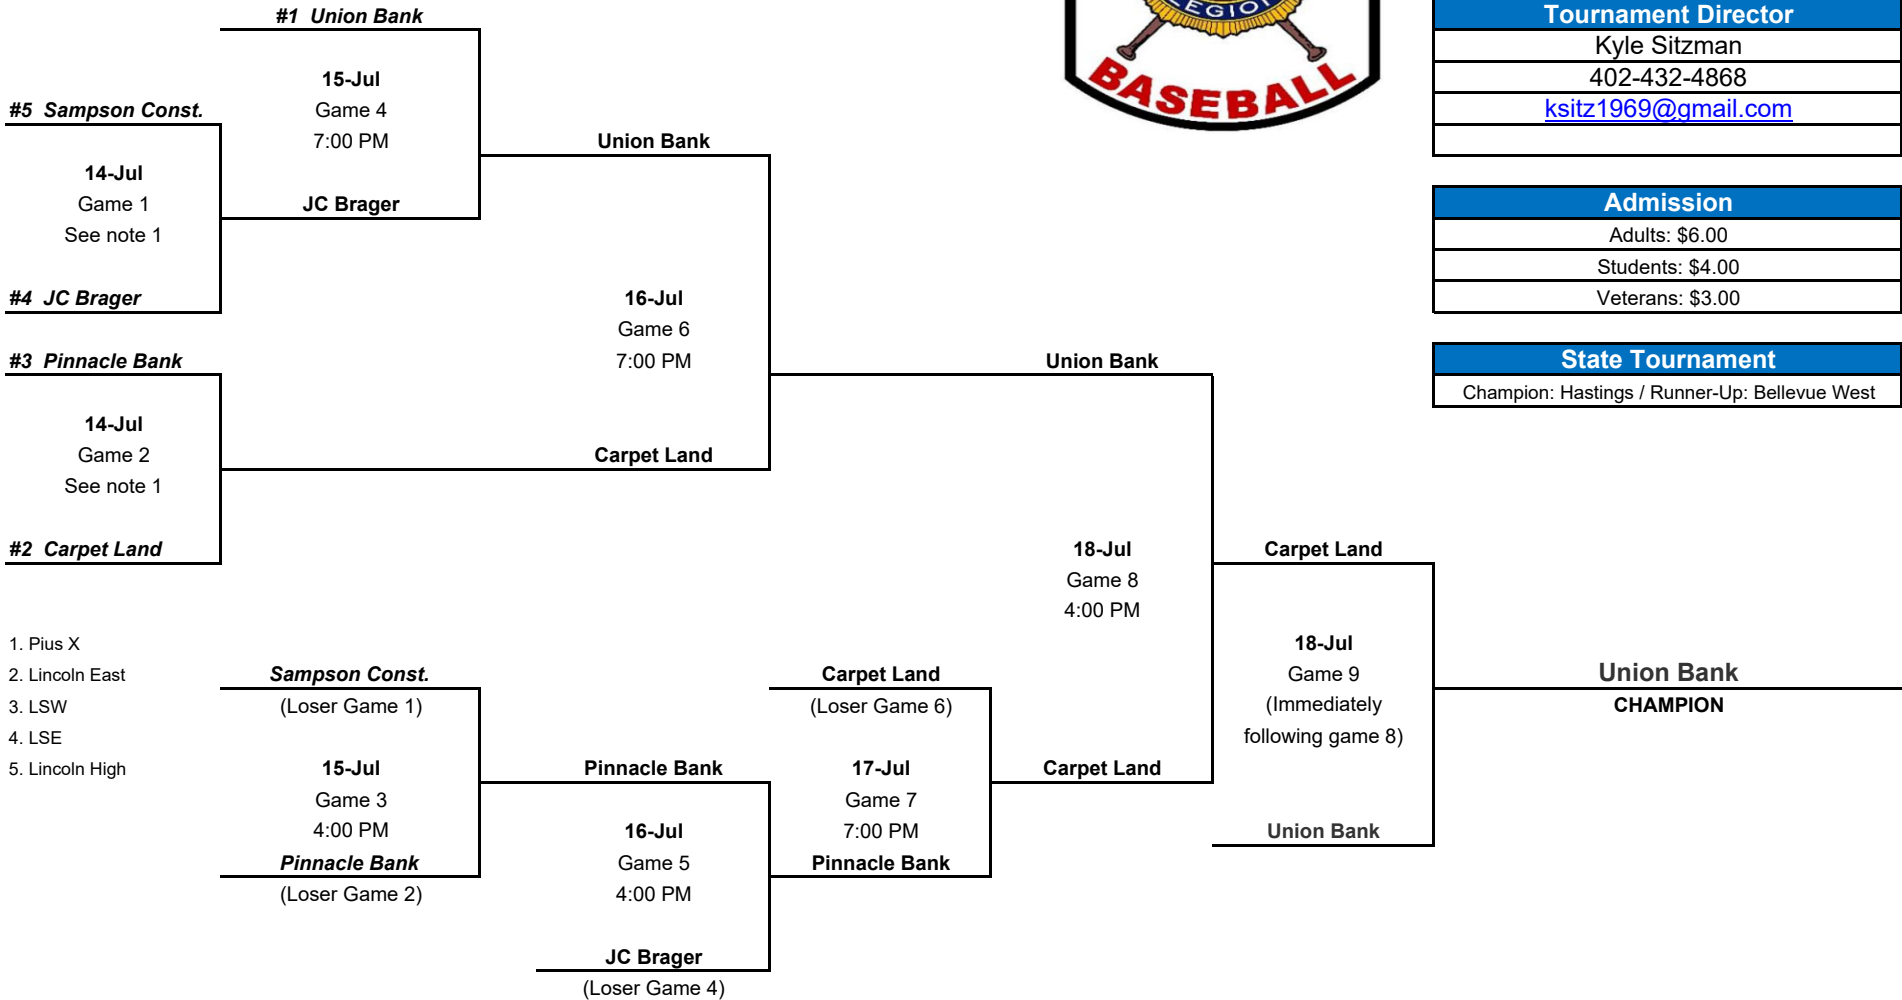 #1 Union Bank
15-Jul
Game 4
7:00 PM
#5 Sampson Const.
14-Jul
Game 1
See note 1
#4 JC Brager
JC Brager
Union Bank
#3 Pinnacle Bank
14-Jul
Game 2
See note 1
#2 Carpet Land
16-Jul
Game 6
7:00 PM
Carpet Land
Union Bank
18-Jul
Game 8
4:00 PM
Carpet Land
18-Jul
Game 9
(Immediately
following game 8)
Union Bank
Union Bank
CHAMPION
1. Pius X
2. Lincoln East
3. LSW
4. LSE
5. Lincoln High
Sampson Const.
(Loser Game 1)
15-Jul
Game 3
4:00 PM
Pinnacle Bank
(Loser Game 2)
Pinnacle Bank
16-Jul
Game 5
4:00 PM
JC Brager
(Loser Game 4)
Carpet Land
(Loser Game 6)
17-Jul
Game 7
7:00 PM
Pinnacle Bank
Carpet Land
LEGION
BASEBALL
Tournament Director
Kyle Sitzman
402-432-4868
ksitz1969@gmail.com
Admission
Adults: $6.00
Students: $4.00
Veterans: $3.00
State Tournament
Champion: Hastings / Runner-Up: Bellevue West